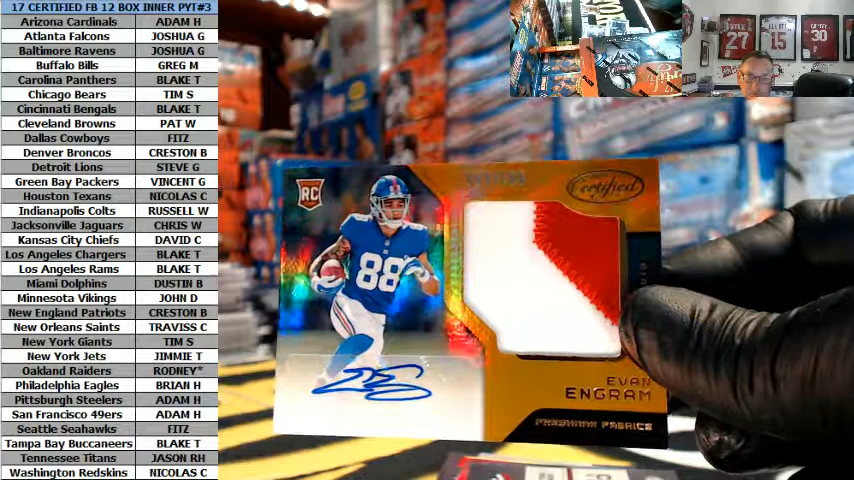 17 CERTIFIED FB 12 BOX INNER PYT#3
Arizona Cardinals ADAM H
Atlanta Falcons JOSHUA G
Baltimore Ravens JOSHUA G
Buffalo Bills GREG M
Carolina Panthers BLAKE T
Chicago Bears TIM S
Cincinnati Bengals BLAKE T
Cleveland Browns PAT W
Dallas Cowboys FITZ
Denver Broncos CRESTON B
Detroit Lions STEVE G
Green Bay Packers VINCENT G
Houston Texans NICOLAS C
Indianapolis Colts RUSSELL W
Jacksonville Jaguars CHRIS W
Kansas City Chiefs DAVID C
Los Angeles Chargers BLAKE T
Los Angeles Rams BLAKE T
Miami Dolphins DUSTIN B
Minnesota Vikings JOHN D
New England Patriots CRESTON B
New Orleans Saints TRAVISS C
New York Giants TIM S
New York Jets JIMMIE T
Oakland Raiders RODNEY*
Philadelphia Eagles BRIAN H
Pittsburgh Steelers ADAM H
San Francisco 49ers ADAM H
Seattle Seahawks FITZ
Tampa Bay Buccaneers BLAKE T
Tennessee Titans JASON RH
Washington Redskins NICOLAS C
27
15
30
RC
Certified
88
EVAN
ENGRAM
FRESHMAN FABRICS